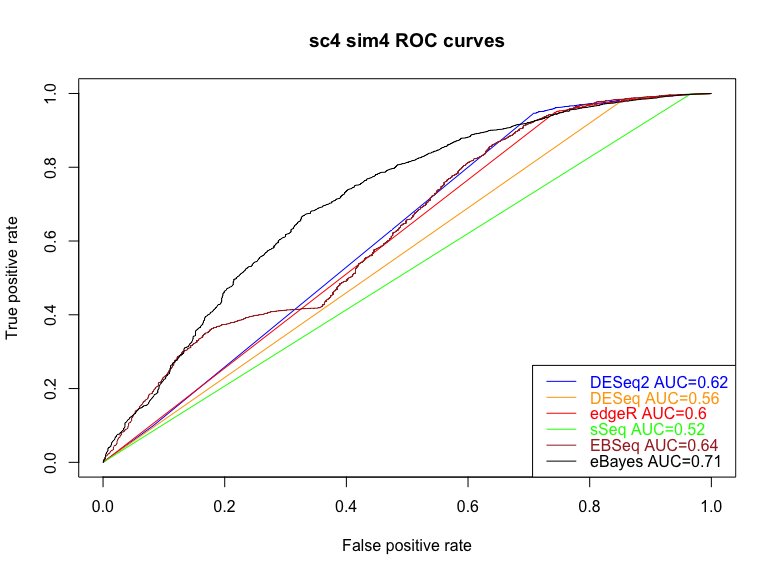 sc4 sim4 ROC curves
True positive rate
1.0
0.8
0.6
0.4
0.2
0.0
DESeq2 AUC=0.62
DESeq AUC=0.56
edgeR AUC=0.6
sSeq AUC=0.52
EBSeq AUC=0.64
eBayes AUC=0.71
0.0 0.2 0.4 0.6 0.8 1.0
False positive rate